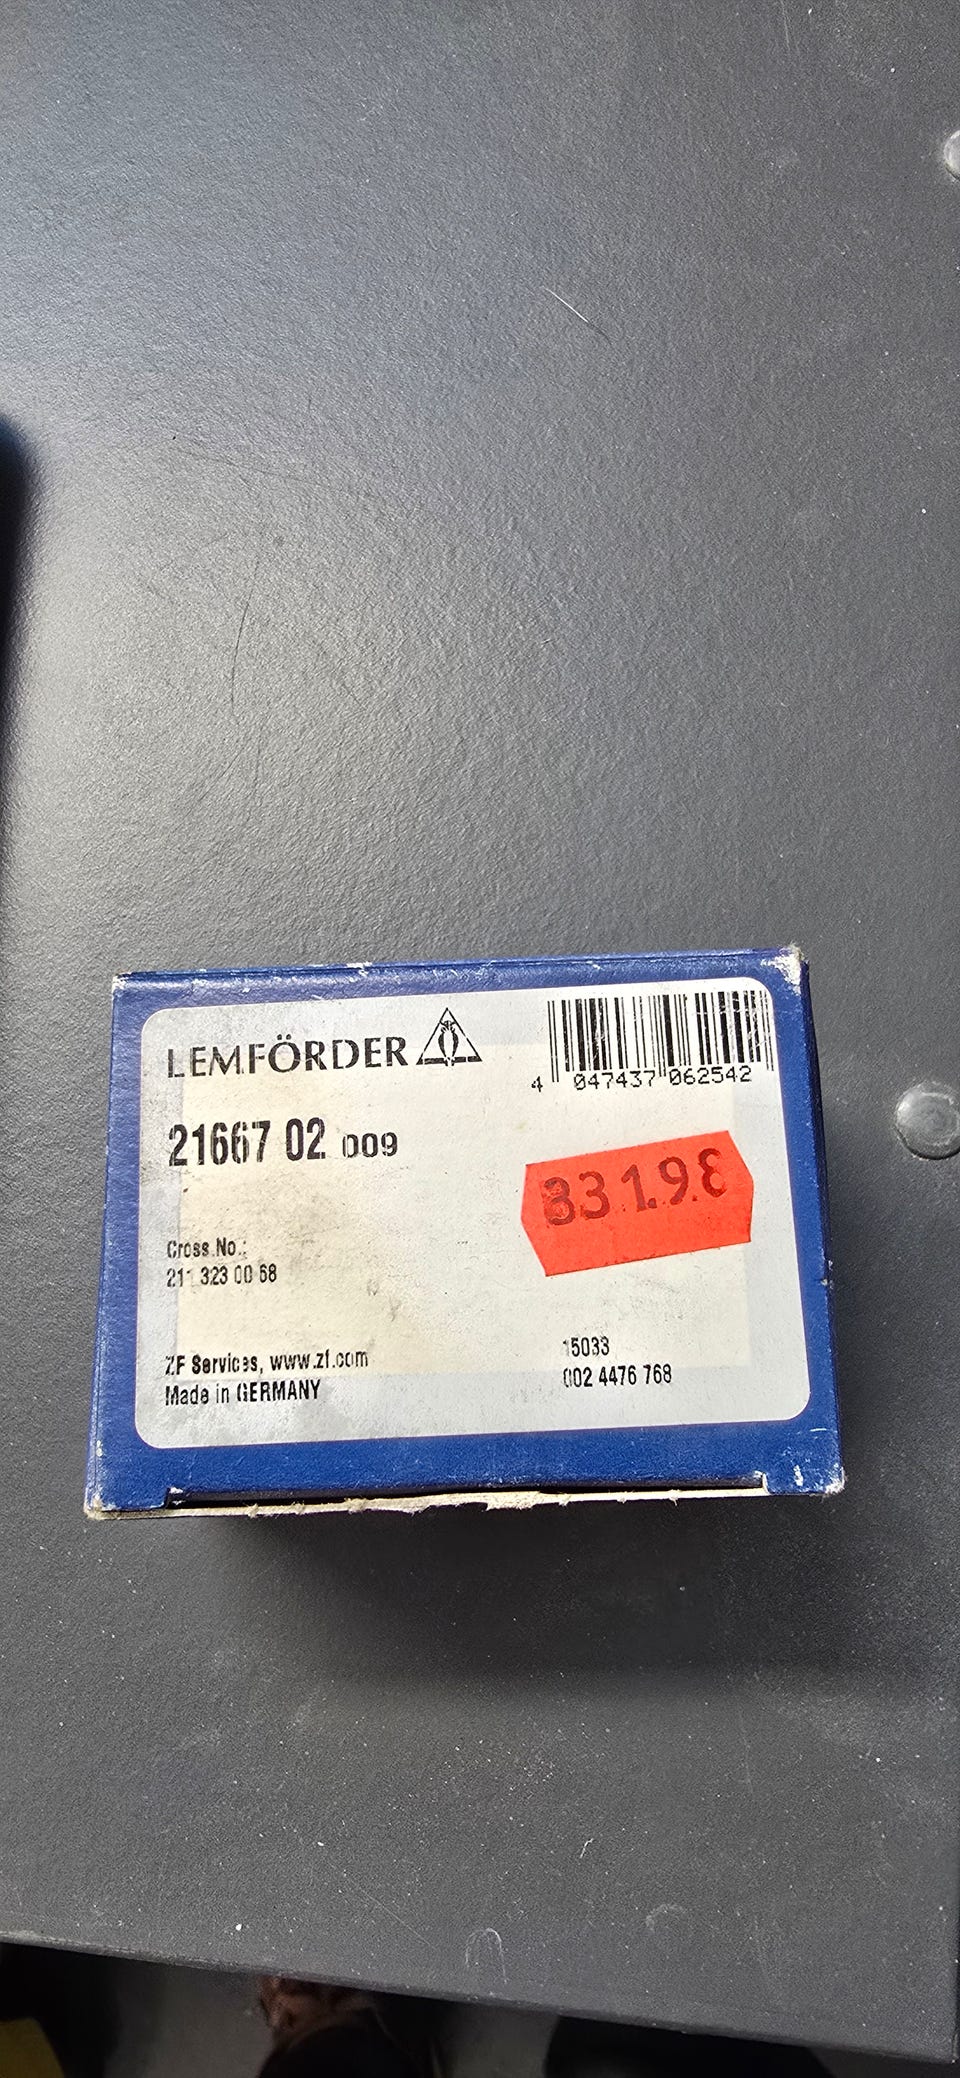 LEMFÖRDER
4 047437 062542
21667 02 009
331.98
Cross No.:
211 323 00 68
ZF Services, www.zf.com
Made in GERMANY
15033
002 4476 768